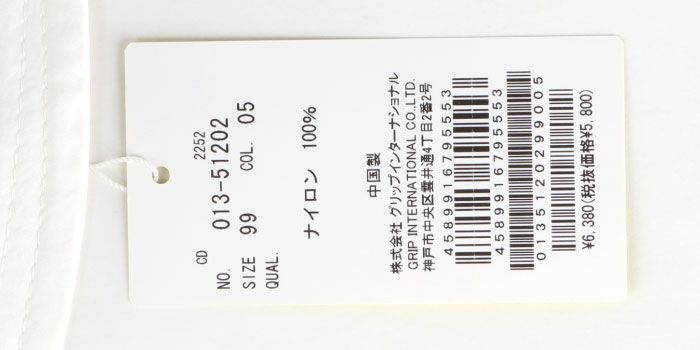 CD 2252
NO. 013-51202
SIZE 99 COL. 05
QUAL.
ナイロン 100%
中国製
株式会社 グリップインターナショナル
GRIP INTERNATIONAL CO.,LTD.
神戸市中央区雲井通4丁目2番2号
4589916795553
4589916795553
0135120299005
¥6,380(税抜価格¥5,800)